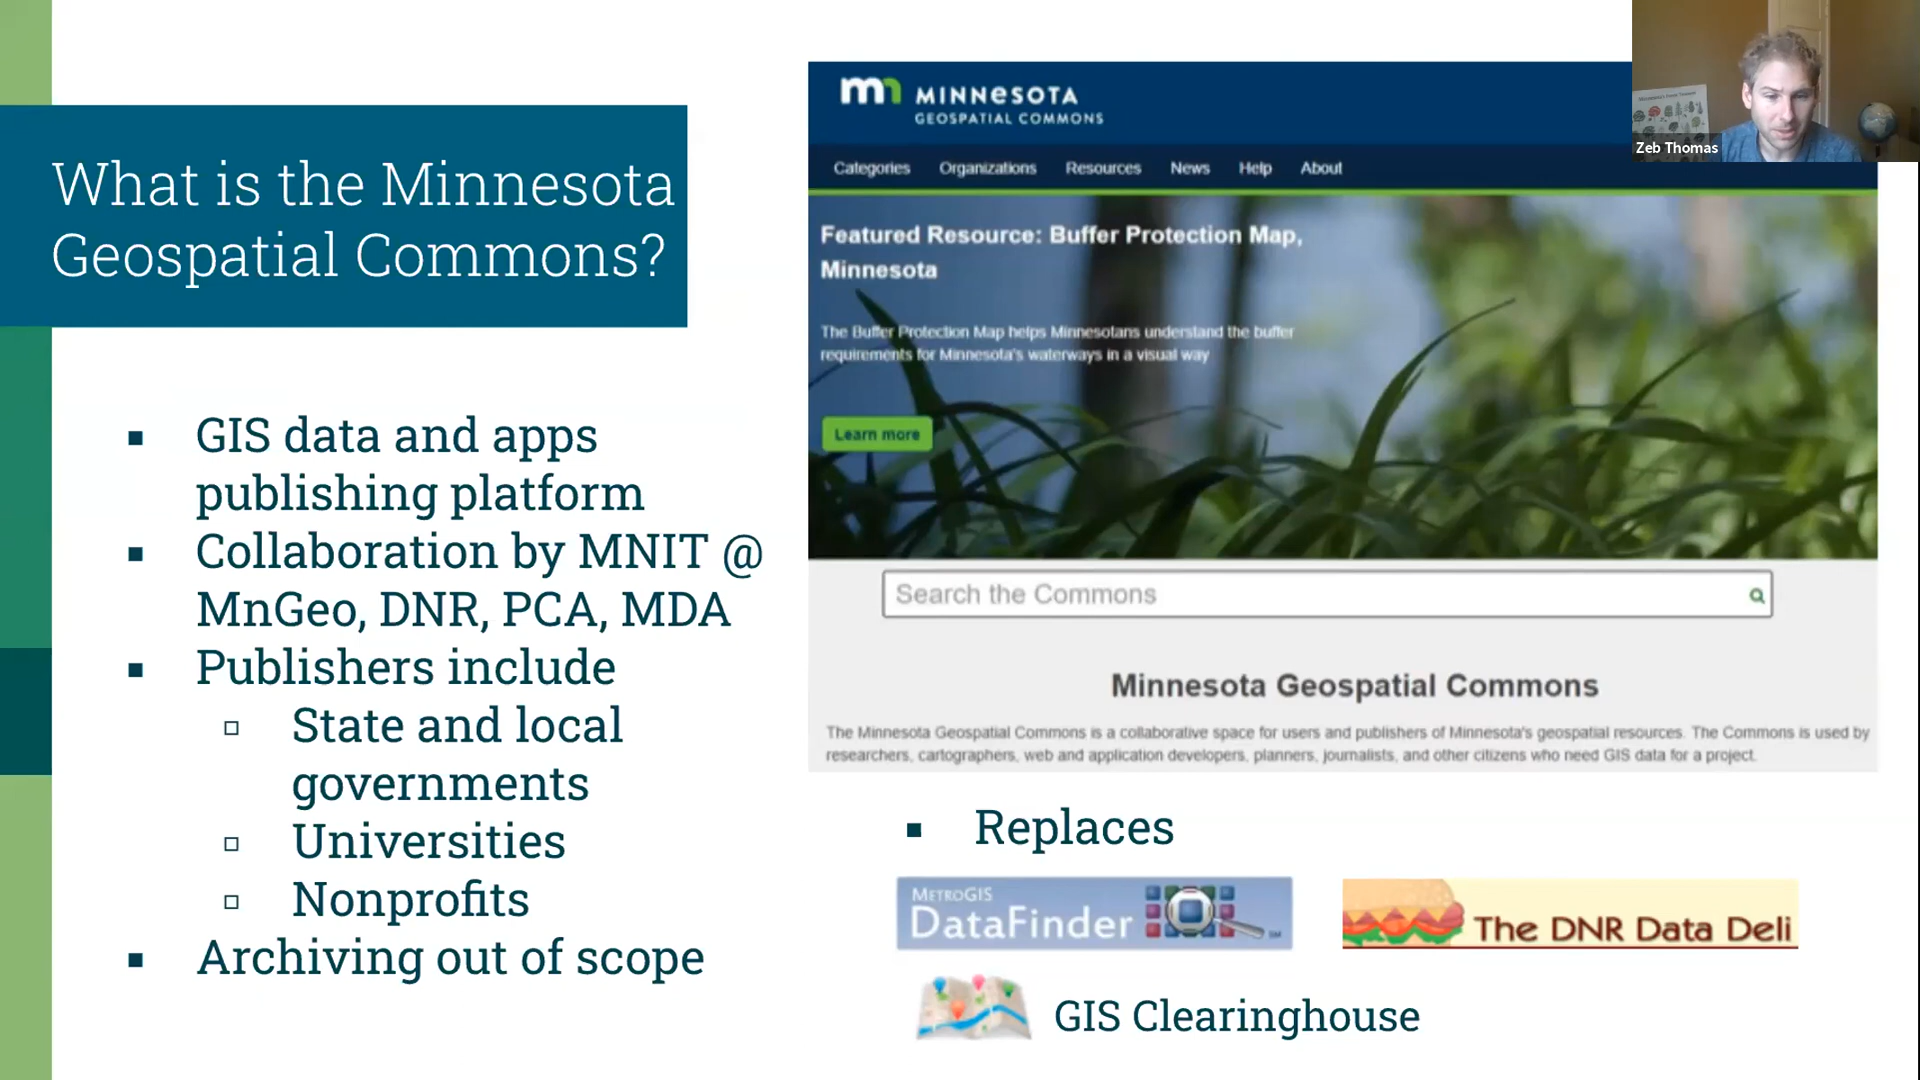 What is the Minnesota
Geospatial Commons?
▪ GIS data and apps
publishing platform
▪ Collaboration by MNIT @
MnGeo, DNR, PCA, MDA
▪ Publishers include
▫ State and local
governments
▫ Universities
▫ Nonprofits
▪ Archiving out of scope
mn MINNESOTA
GEOSPATIAL COMMONS
Categories Organizations Resources News Help About
Featured Resource: Buffer Protection Map,
Minnesota
The Buffer Protection Map helps Minnesotans understand the buffer
requirements for Minnesota's waterways in a visual way
Learn more
Search the Commons
Minnesota Geospatial Commons
The Minnesota Geospatial Commons is a collaborative space for users and publishers of Minnesota's geospatial resources. The Commons is used by
researchers, cartographers, web and application developers, planners, journalists, and other citizens who need GIS data for a project.
▪ Replaces
METROGIS
DataFinder
The DNR Data Deli
GIS Clearinghouse
Zeb Thomas